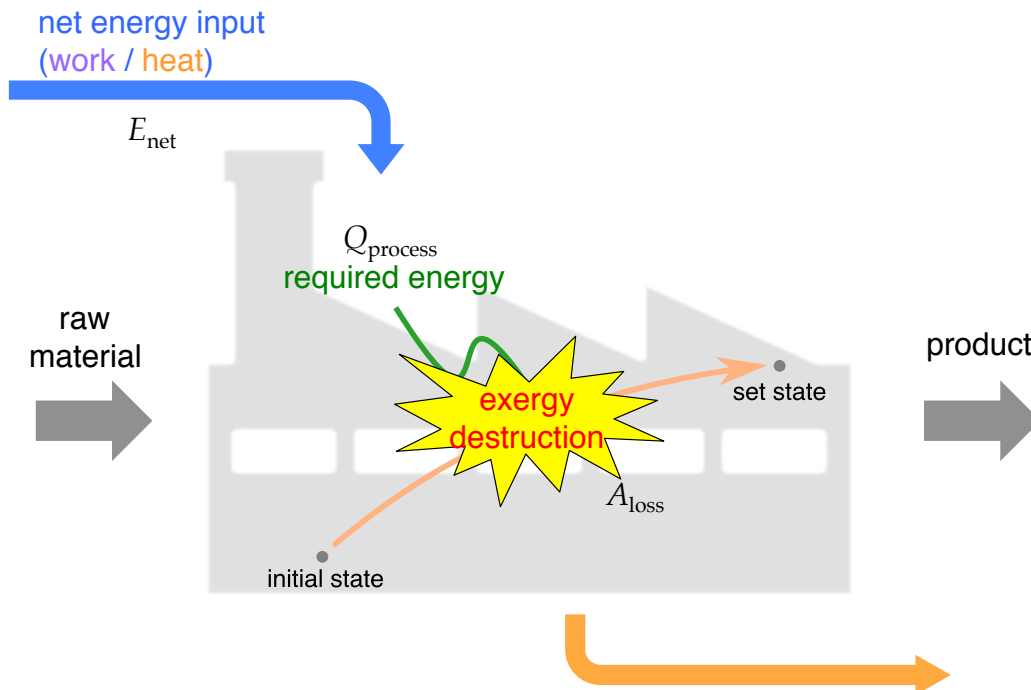 net energy input
(work / heat)
E_net
Q_process
required energy
raw
material
product
set state
exergy
destruction
A_loss
initial state